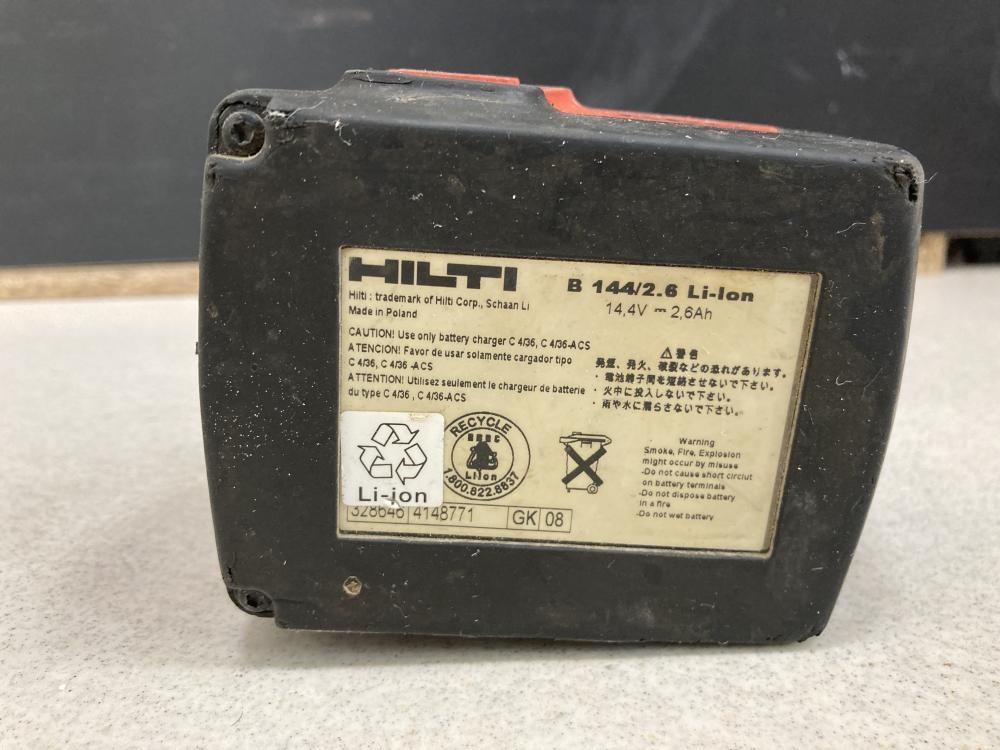 HILTI
Hilti : trademark of Hilti Corp., Schaan Li
Made in Poland
B 144/2.6 Li-Ion
14,4V ⎓ 2,6Ah
CAUTION! Use only battery charger C 4/36, C 4/36-ACS
ATENCION! Favor de usar solamente cargador tipo
C 4/36, C 4/36 -ACS
ATTENTION! Utilisez seulement le chargeur de batterie
du type C 4/36 , C 4/36-ACS
⚠警告
発煙、発火、破裂などの恐れがあります。
・電池端子間を短絡させないで下さい。
・火中に投入しないで下さい。
・雨や水に濡らさないで下さい。
Li-ion
RECYCLE
RBRC
Li-Ion
1.800.822.8837
Warning
Smoke, Fire, Explosion
might occur by misuse
-Do not cause short circiut
on battery terminals
-Do not dispose battery
in a fire
-Do not wet battery
328646 4148771 GK 08